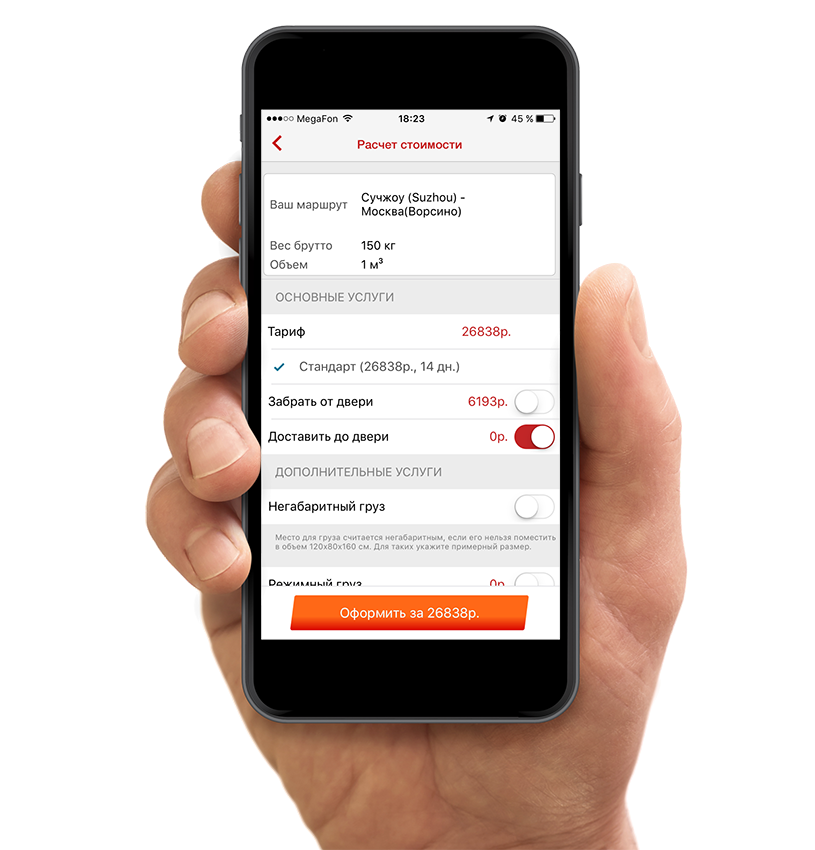 MegaFon 18:23 45 %
Расчет стоимости
Ваш маршрут Сучжоу (Suzhou) -
Москва(Ворсино)
Вес брутто 150 кг
Объем 1 м³
ОСНОВНЫЕ УСЛУГИ
Тариф 26838р.
Стандарт (26838р., 14 дн.)
Забрать от двери 6193р.
Доставить до двери 0р.
ДОПОЛНИТЕЛЬНЫЕ УСЛУГИ
Негабаритный груз
Место для груза считается негабаритным, если его нельзя поместить
в объем 120х80х160 см. Для таких укажите примерный размер.
Режимный груз 0р.
Оформить за 26838р.